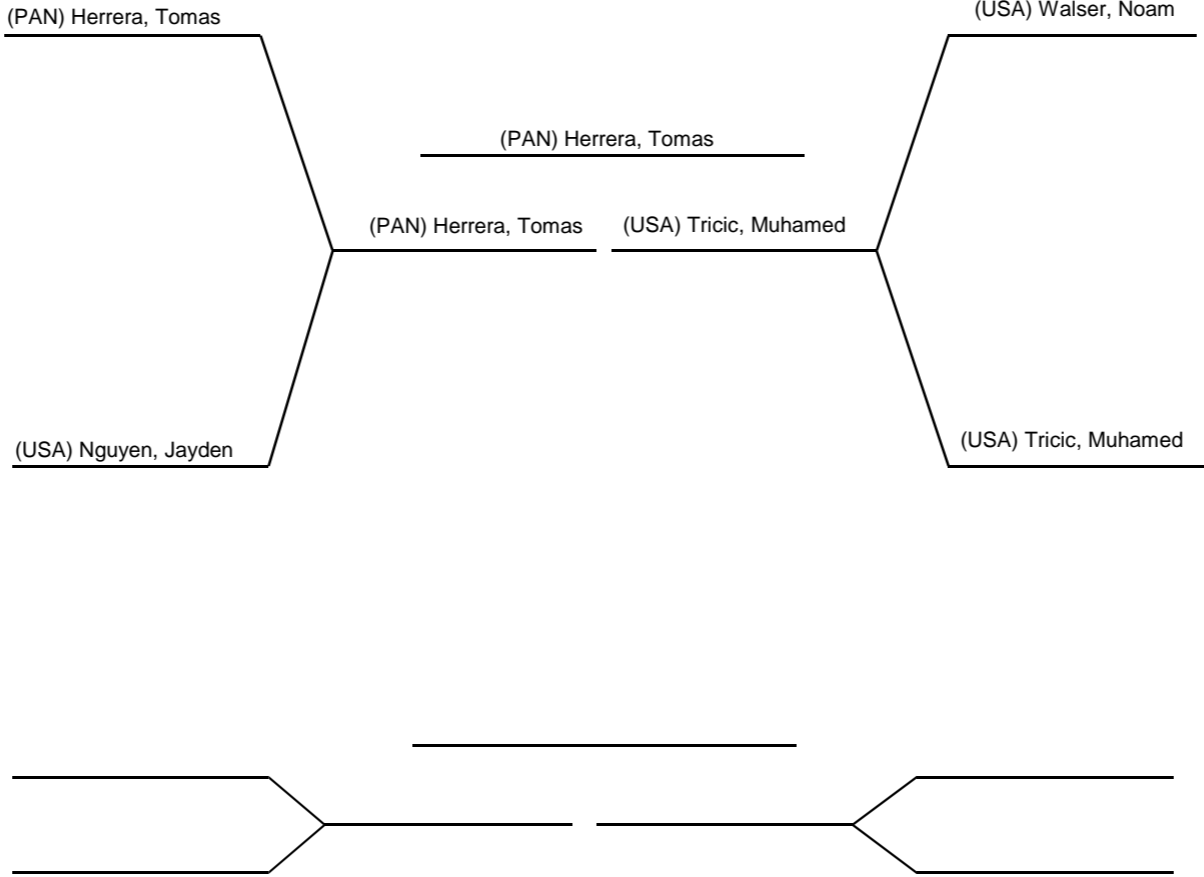 (PAN) Herrera, Tomas
(USA) Walser, Noam
(PAN) Herrera, Tomas
(PAN) Herrera, Tomas
(USA) Tricic, Muhamed
(USA) Nguyen, Jayden
(USA) Tricic, Muhamed